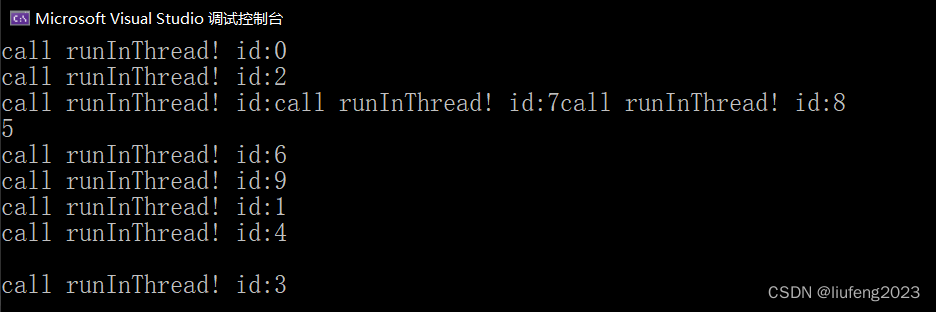 Microsoft Visual Studio 调试控制台
call runInThread! id:0
call runInThread! id:2
call runInThread! id:call runInThread! id:7call runInThread! id:8
5
call runInThread! id:6
call runInThread! id:9
call runInThread! id:1
call runInThread! id:4
call runInThread! id:3
CSDN @liufeng2023